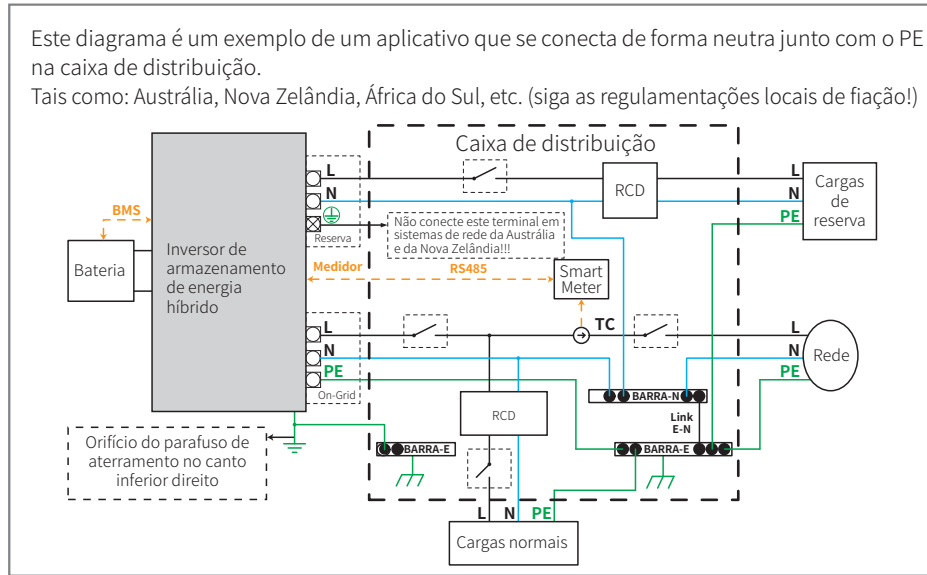 Este diagrama é um exemplo de um aplicativo que se conecta de forma neutra junto com o PE
na caixa de distribuição.
Tais como: Austrália, Nova Zelândia, África do Sul, etc. (siga as regulamentações locais de fiação!)
Caixa de distribuição
L
N
Reserva
RCD
L
N
PE
Cargas
de
reserva
BMS
Bateria
Inversor de
armazenamento
de energia
híbrido
Não conecte este terminal em
sistemas de rede da Austrália
e da Nova Zelândia!!!
Medidor
RS485
Smart
Meter
TC
L
N
PE
On-Grid
L
N
PE
Rede
RCD
BARRA-N
Link
E-N
BARRA-E
BARRA-E
Orifício do parafuso de
aterramento no canto
inferior direito
L N PE
Cargas normais